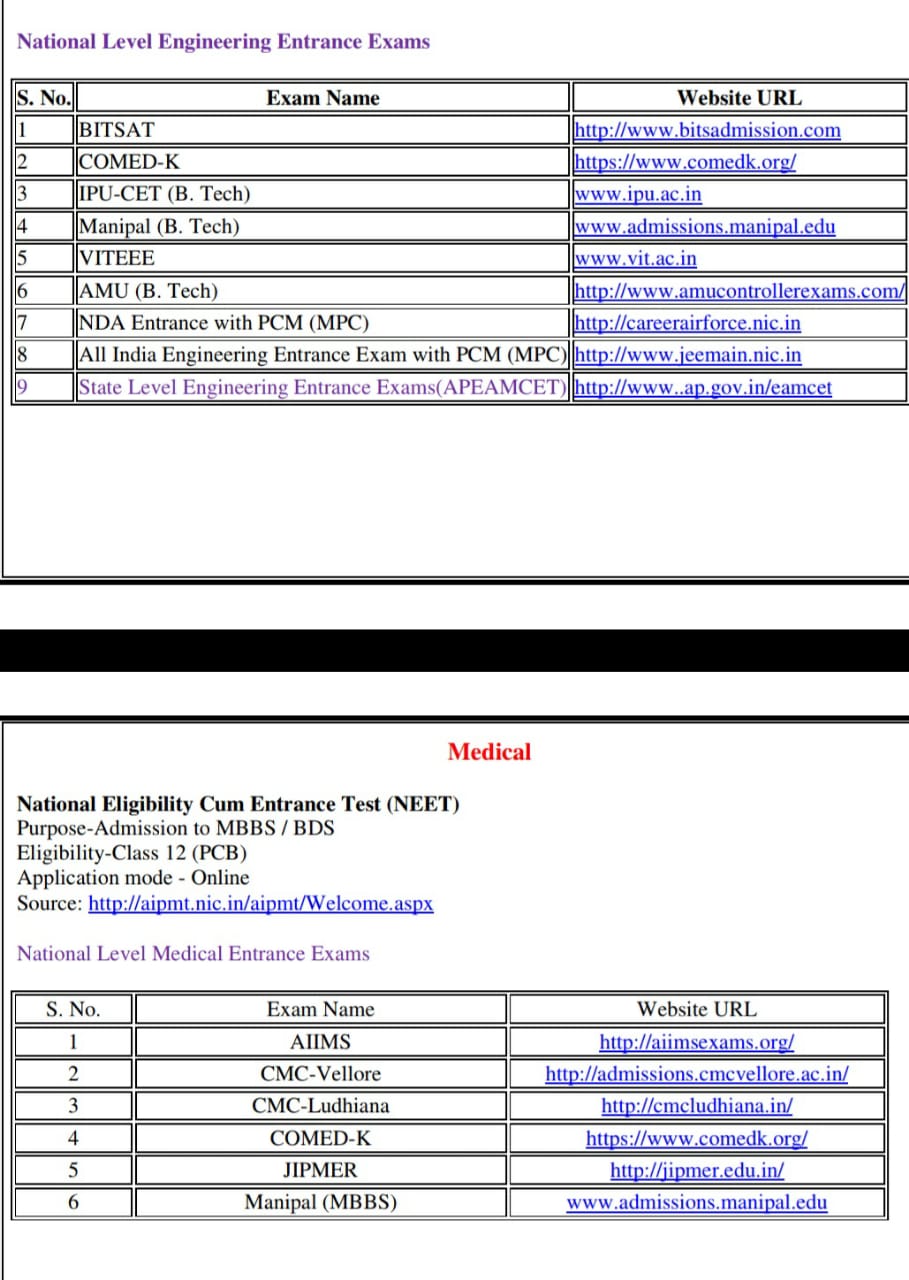 National Level Engineering Entrance Exams
S. No. Exam Name Website URL
1 BITSAT http://www.bitsadmission.com
2 COMED-K https://www.comedk.org/
3 IPU-CET (B. Tech) www.ipu.ac.in
4 Manipal (B. Tech) www.admissions.manipal.edu
5 VITEEE www.vit.ac.in
6 AMU (B. Tech) http://www.amucontrollerexams.com/
7 NDA Entrance with PCM (MPC) http://careerairforce.nic.in
8 All India Engineering Entrance Exam with PCM (MPC) http://www.jeemain.nic.in
9 State Level Engineering Entrance Exams(APEAMCET) http://www..ap.gov.in/eamcet
Medical
National Eligibility Cum Entrance Test (NEET)
Purpose-Admission to MBBS / BDS
Eligibility-Class 12 (PCB)
Application mode - Online
Source: http://aipmt.nic.in/aipmt/Welcome.aspx
National Level Medical Entrance Exams
S. No. Exam Name Website URL
1 AIIMS http://aiimsexams.org/
2 CMC-Vellore http://admissions.cmcvellore.ac.in/
3 CMC-Ludhiana http://cmcludhiana.in/
4 COMED-K https://www.comedk.org/
5 JIPMER http://jipmer.edu.in/
6 Manipal (MBBS) www.admissions.manipal.edu